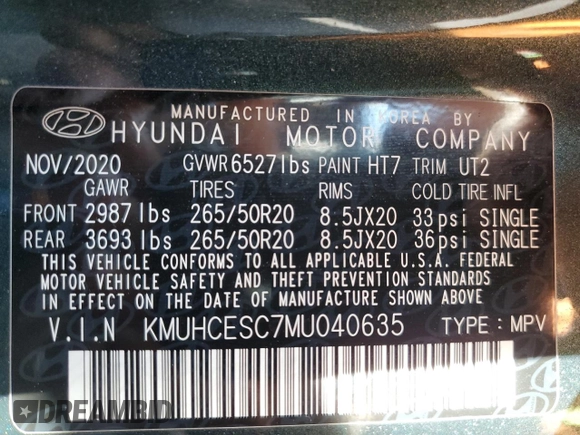 MANUFACTURED IN KOREA BY
HYUNDAI MOTOR COMPANY
NOV/2020 GVWR 6527lbs PAINT HT7 TRIM UT2
GAWR TIRES RIMS COLD TIRE INFL
FRONT 2987lbs 265/50R20 8.5JX20 33psi SINGLE
REAR 3693lbs 265/50R20 8.5JX20 36psi SINGLE
THIS VEHICLE CONFORMS TO ALL APPLICABLE U.S.A. FEDERAL
MOTOR VEHICLE SAFETY AND THEFT PREVENTION STANDARDS
IN EFFECT ON THE DATE OF MANUFACTURE SHOWN ABOVE.
V.I.N KMUHCESC7MU040635 TYPE : MPV
DREAMBID